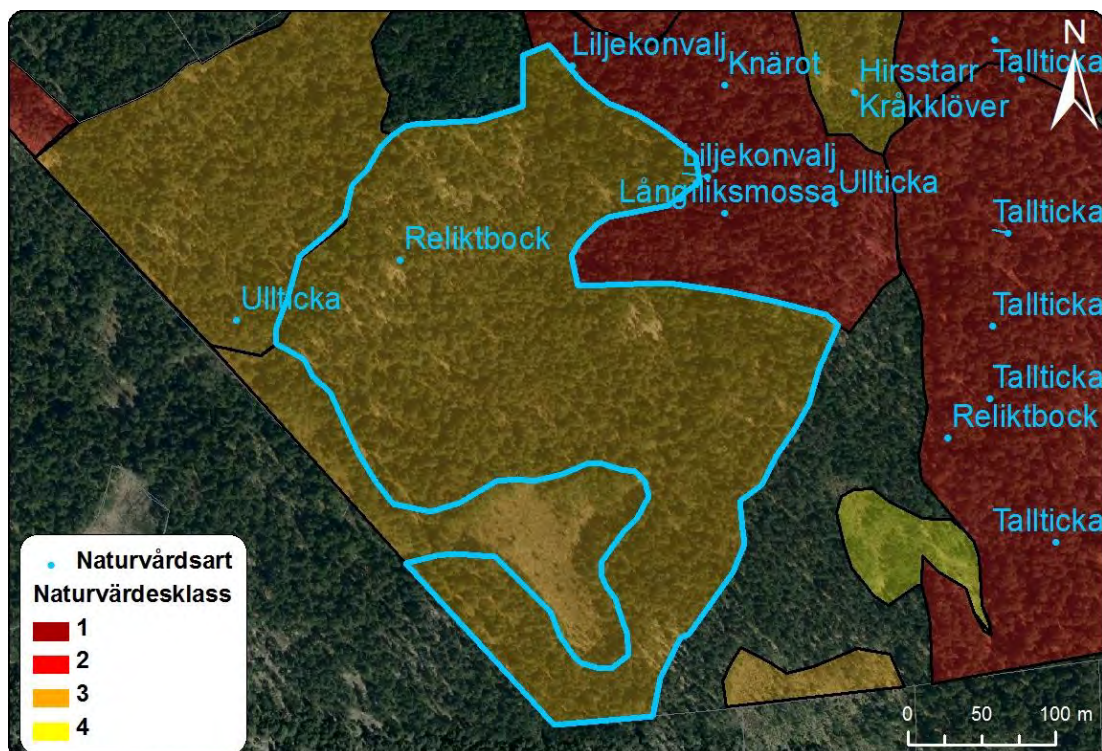 N
Liljekonvalj
Knärot
Hirsstarr
Tallticka
Kråkklöver
Liljekonvalj
Långfliksmossa
Ullticka
Tallticka
Reliktbock
Ullticka
Tallticka
Tallticka
Reliktbock
Tallticka
Naturvårdsart
Naturvärdesklass
1
2
3
4
0 50 100 m